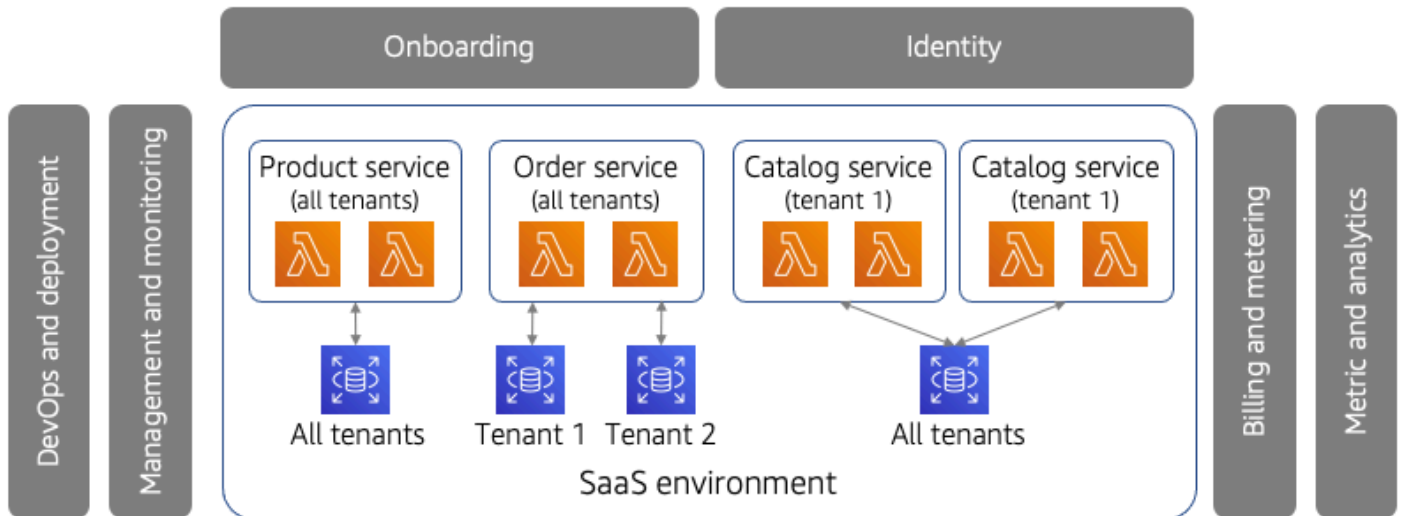 Onboarding
Identity
DevOps and deployment
Management and monitoring
Product service
(all tenants)
Order service
(all tenants)
Catalog service
(tenant 1)
Catalog service
(tenant 1)
All tenants
Tenant 1
Tenant 2
All tenants
SaaS environment
Billing and metering
Metric and analytics